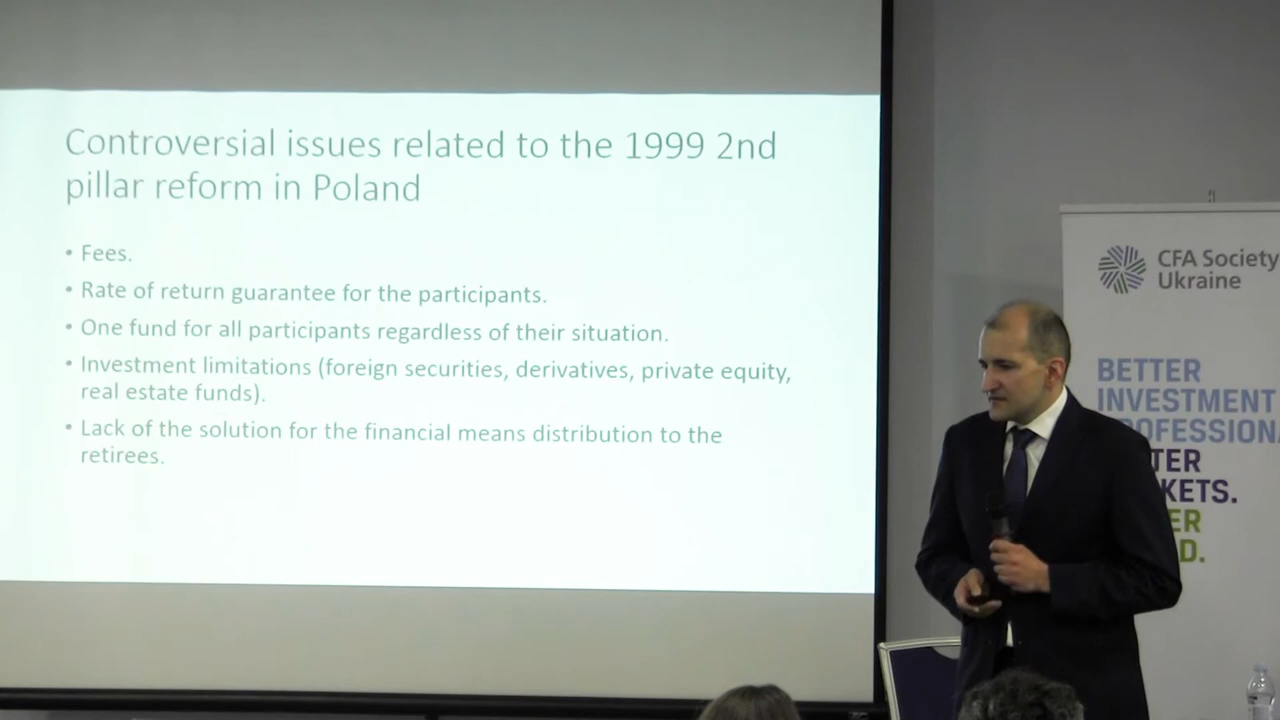 Controversial issues related to the 1999 2nd
pillar reform in Poland
• Fees.
• Rate of return guarantee for the participants.
• One fund for all participants regardless of their situation.
• Investment limitations (foreign securities, derivatives, private equity,
real estate funds).
• Lack of the solution for the financial means distribution to the
retirees.
CFA Society
Ukraine
BETTER
INVESTMENT
OFESSION
TER
KETS.
ER
D.